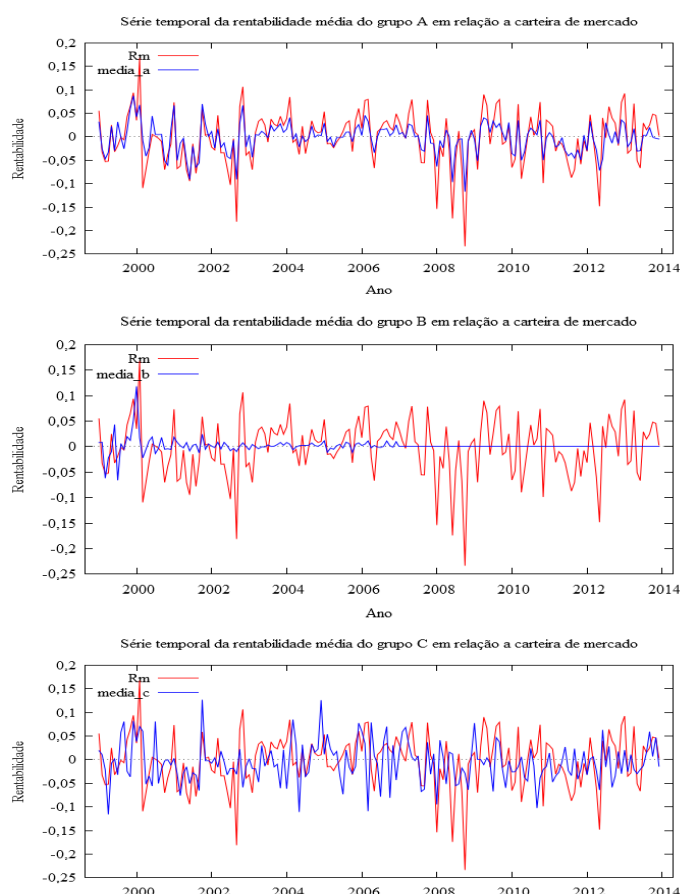 Série temporal da rentabilidade média do grupo A em relação a carteira de mercado
0,2
Rm
0,15
media_a
0,1
0,05
0
-0,05
-0,1
-0,15
-0,2
-0,25
Rentabilidade
2000 2002 2004 2006 2008 2010 2012 2014
Ano
Série temporal da rentabilidade média do grupo B em relação a carteira de mercado
0,2
Rm
0,15
media_b
0,1
0,05
0
-0,05
-0,1
-0,15
-0,2
-0,25
Rentabilidade
2000 2002 2004 2006 2008 2010 2012 2014
Ano
Série temporal da rentabilidade média do grupo C em relação a carteira de mercado
0,2
Rm
0,15
media_c
0,1
0,05
0
-0,05
-0,1
-0,15
-0,2
-0,25
Rentabilidade
2000 2002 2004 2006 2008 2010 2012 2014
Ano